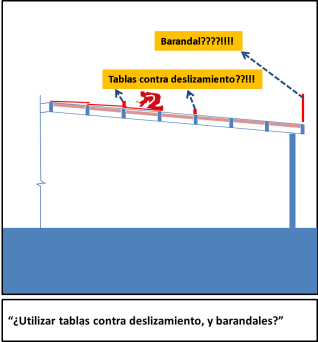 Barandal????!!!!
Tablas contra deslizamiento??!!!
“¿Utilizar tablas contra deslizamiento, y barandales?”